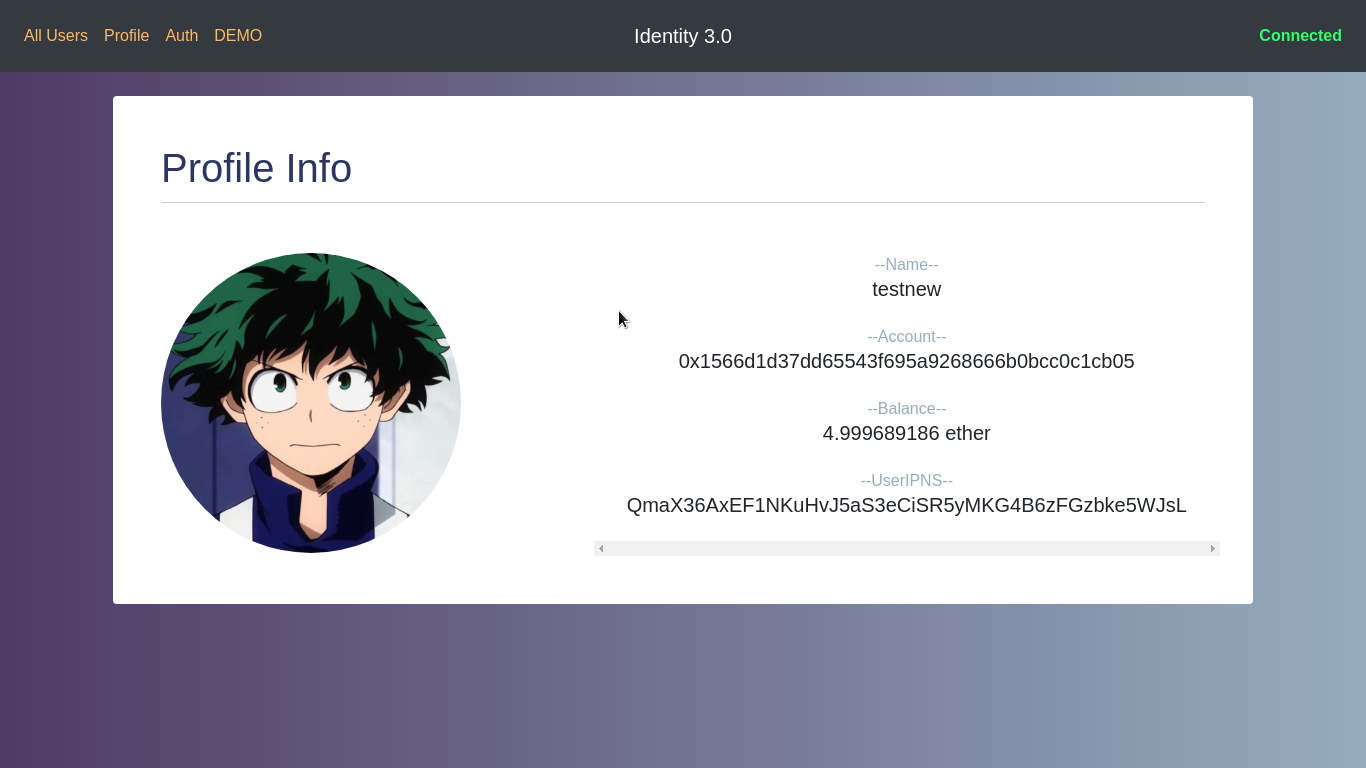 All Users Profile Auth DEMO
Identity 3.0
Connected
Profile Info
--Name--
testnew
--Account--
0x1566d1d37dd65543f695a9268666b0bcc0c1cb05
--Balance--
4.999689186 ether
--UserIPNS--
QmaX36AxEF1NKuHvJ5aS3eCiSR5yMKG4B6zFGzbke5WJsL